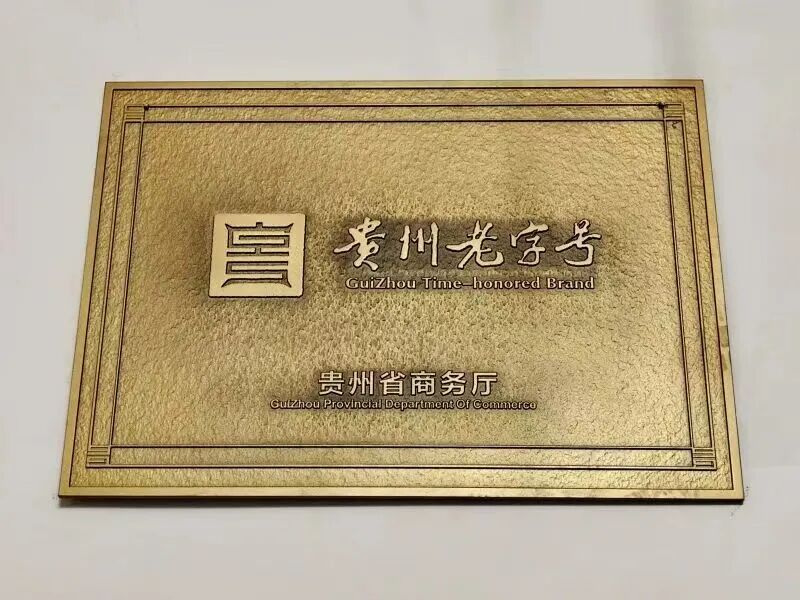 贵州老字号
GuiZhou Time-honored Brand
贵州省商务厅
GuiZhou Provincial Department Of Commerce